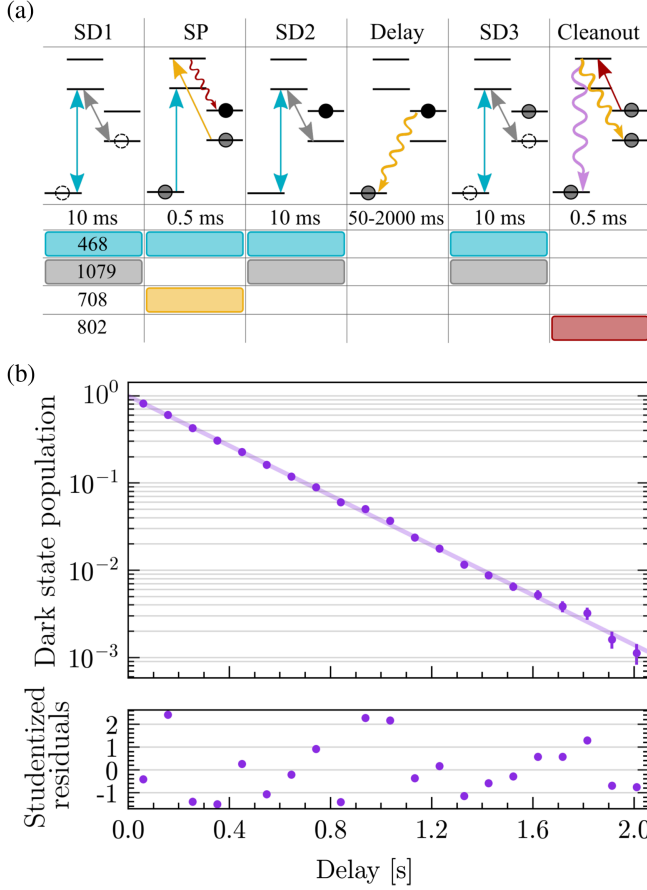 (a)
SD1 SP SD2 Delay SD3 Cleanout
10 ms 0.5 ms 10 ms 50-2000 ms 10 ms 0.5 ms
468
1079
708
802
(b)
Dark state population
10⁰
10⁻¹
10⁻²
10⁻³
Studentized
residuals
2
1
0
-1
0.0 0.4 0.8 1.2 1.6 2.0
Delay [s]